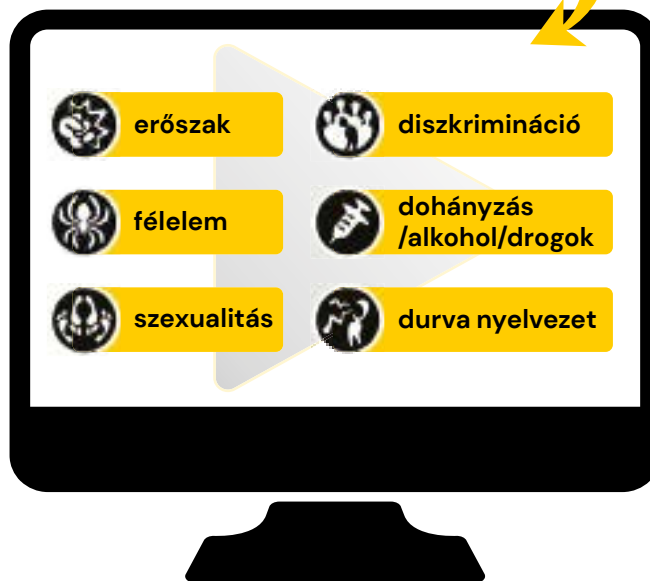 erőszak
félelem
szexualitás
diszkrimináció
dohányzás
/alkohol/drogok
durva nyelvezet